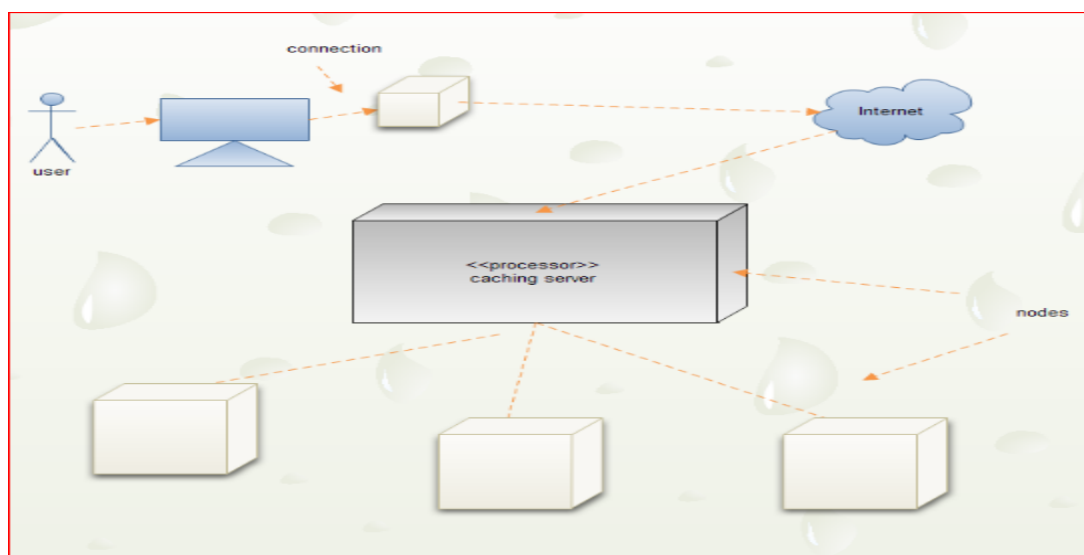 connection
Internet
user
<<processor>>
caching server
nodes